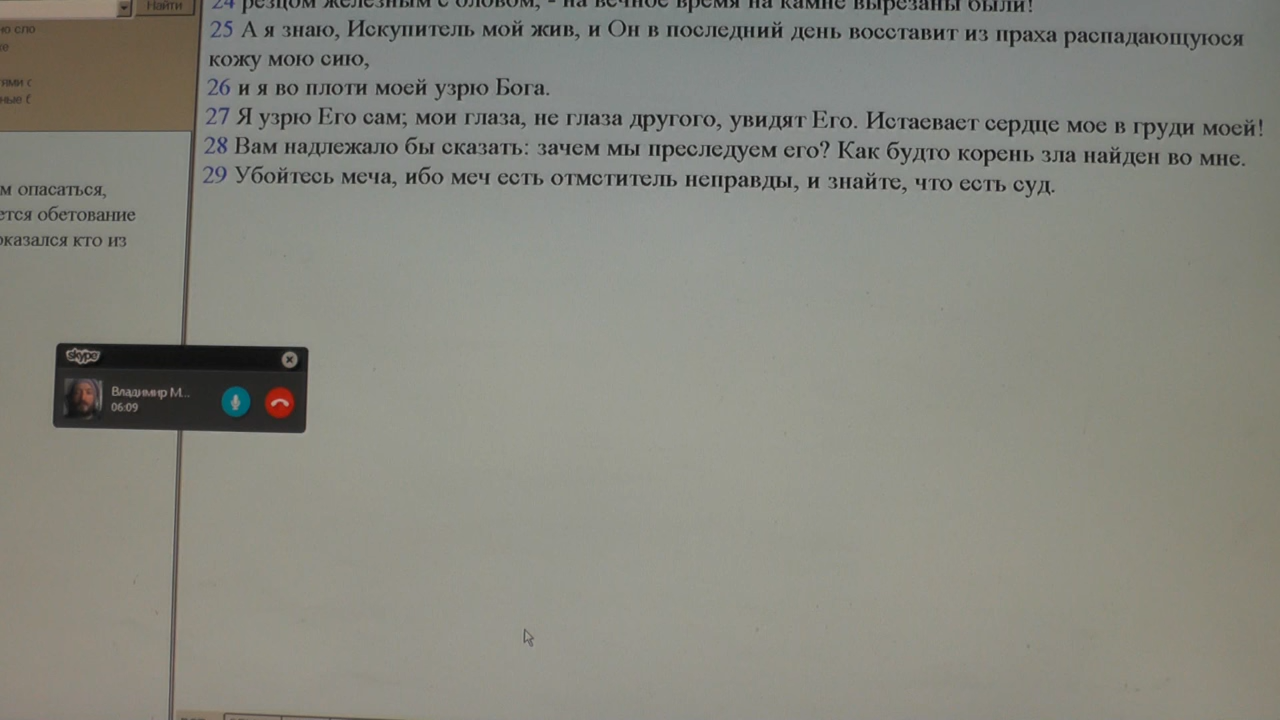 Найти
24 резцом железным с оловом, - на вечное время на камне вырезаны были!
25 А я знаю, Искупитель мой жив, и Он в последний день восставит из праха распадающуюся
кожу мою сию,
26 и я во плоти моей узрю Бога.
27 Я узрю Его сам; мои глаза, не глаза другого, увидят Его. Истаевает сердце мое в груди моей!
28 Вам надлежало бы сказать: зачем мы преследуем его? Как будто корень зла найден во мне.
29 Убойтесь меча, ибо меч есть отмститель неправды, и знайте, что есть суд.
м опасаться,
ется обетование
оказался кто из
skype
Владимир М...
06:09